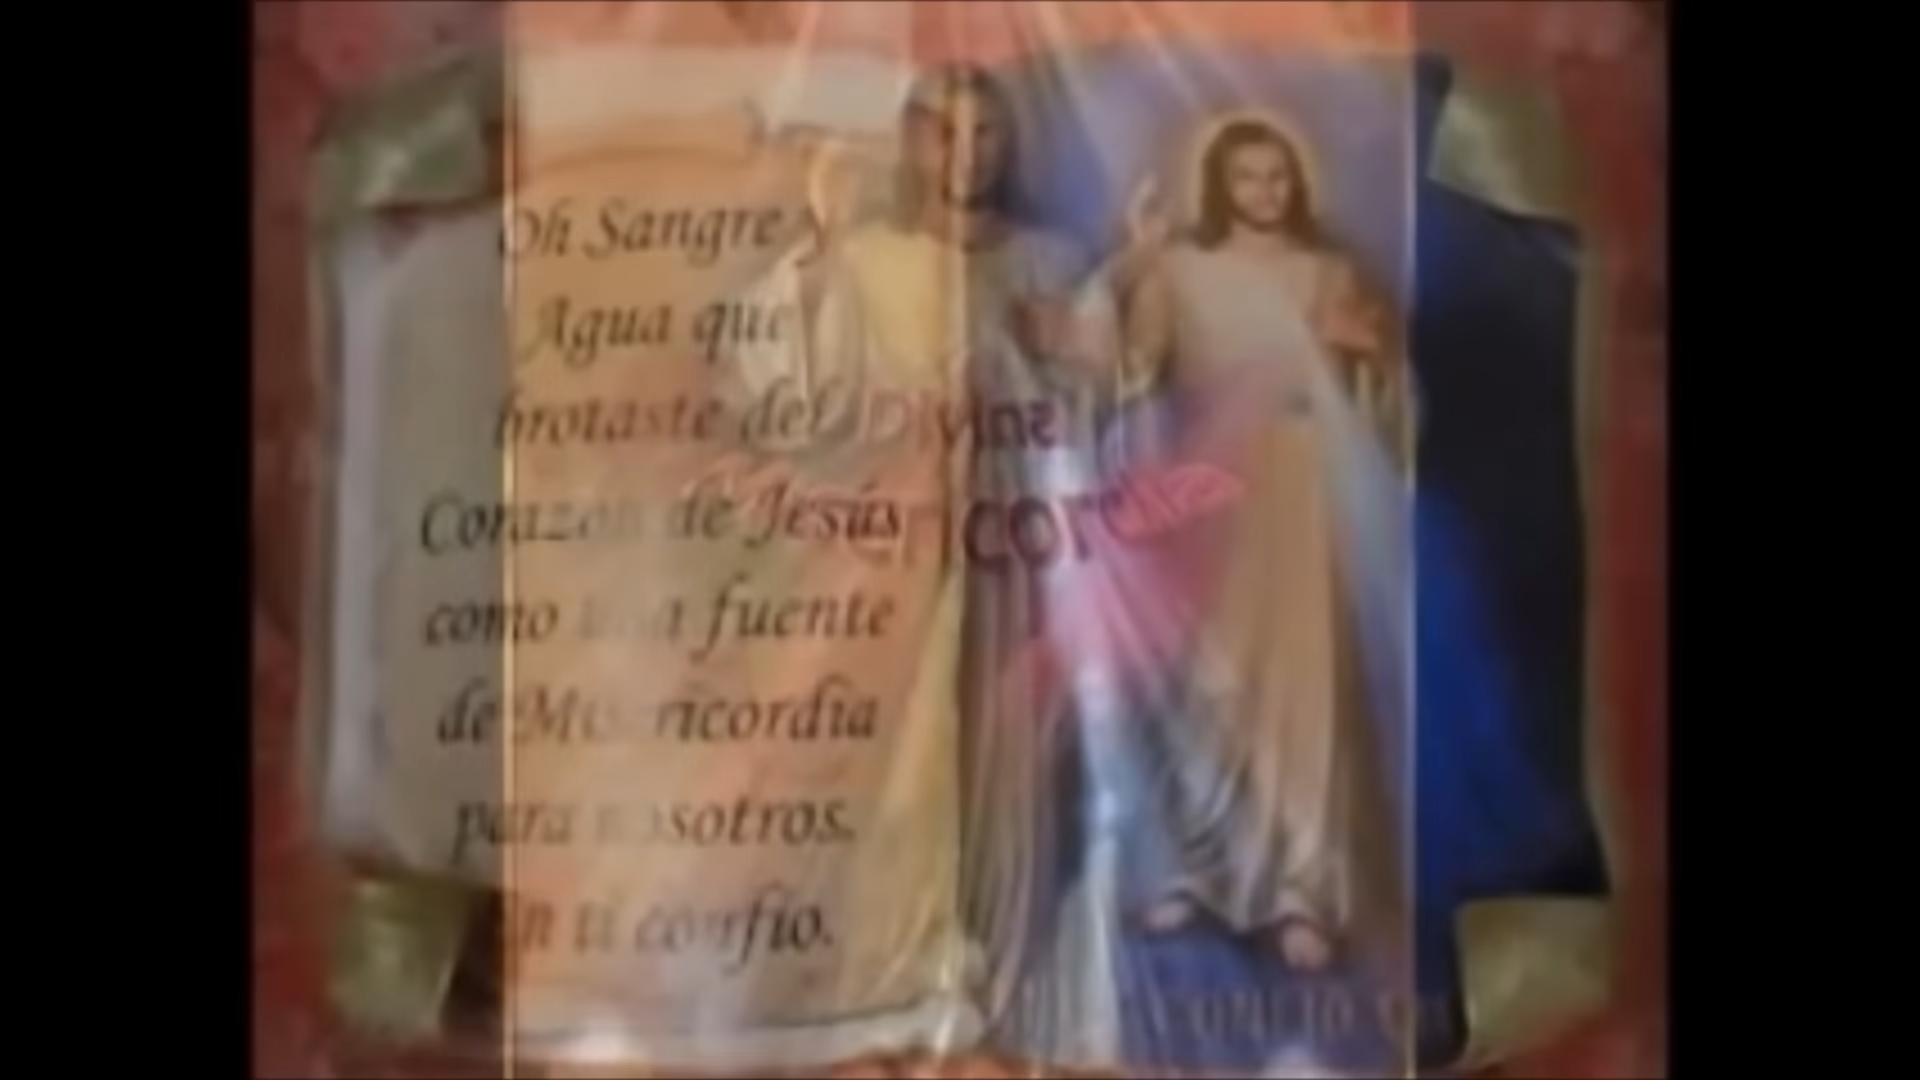 Oh Sangre y
Agua que
brotaste del
Corazón de Jesús
como una fuente
de Misericordia
para nosotros.
En ti confío.
Divina